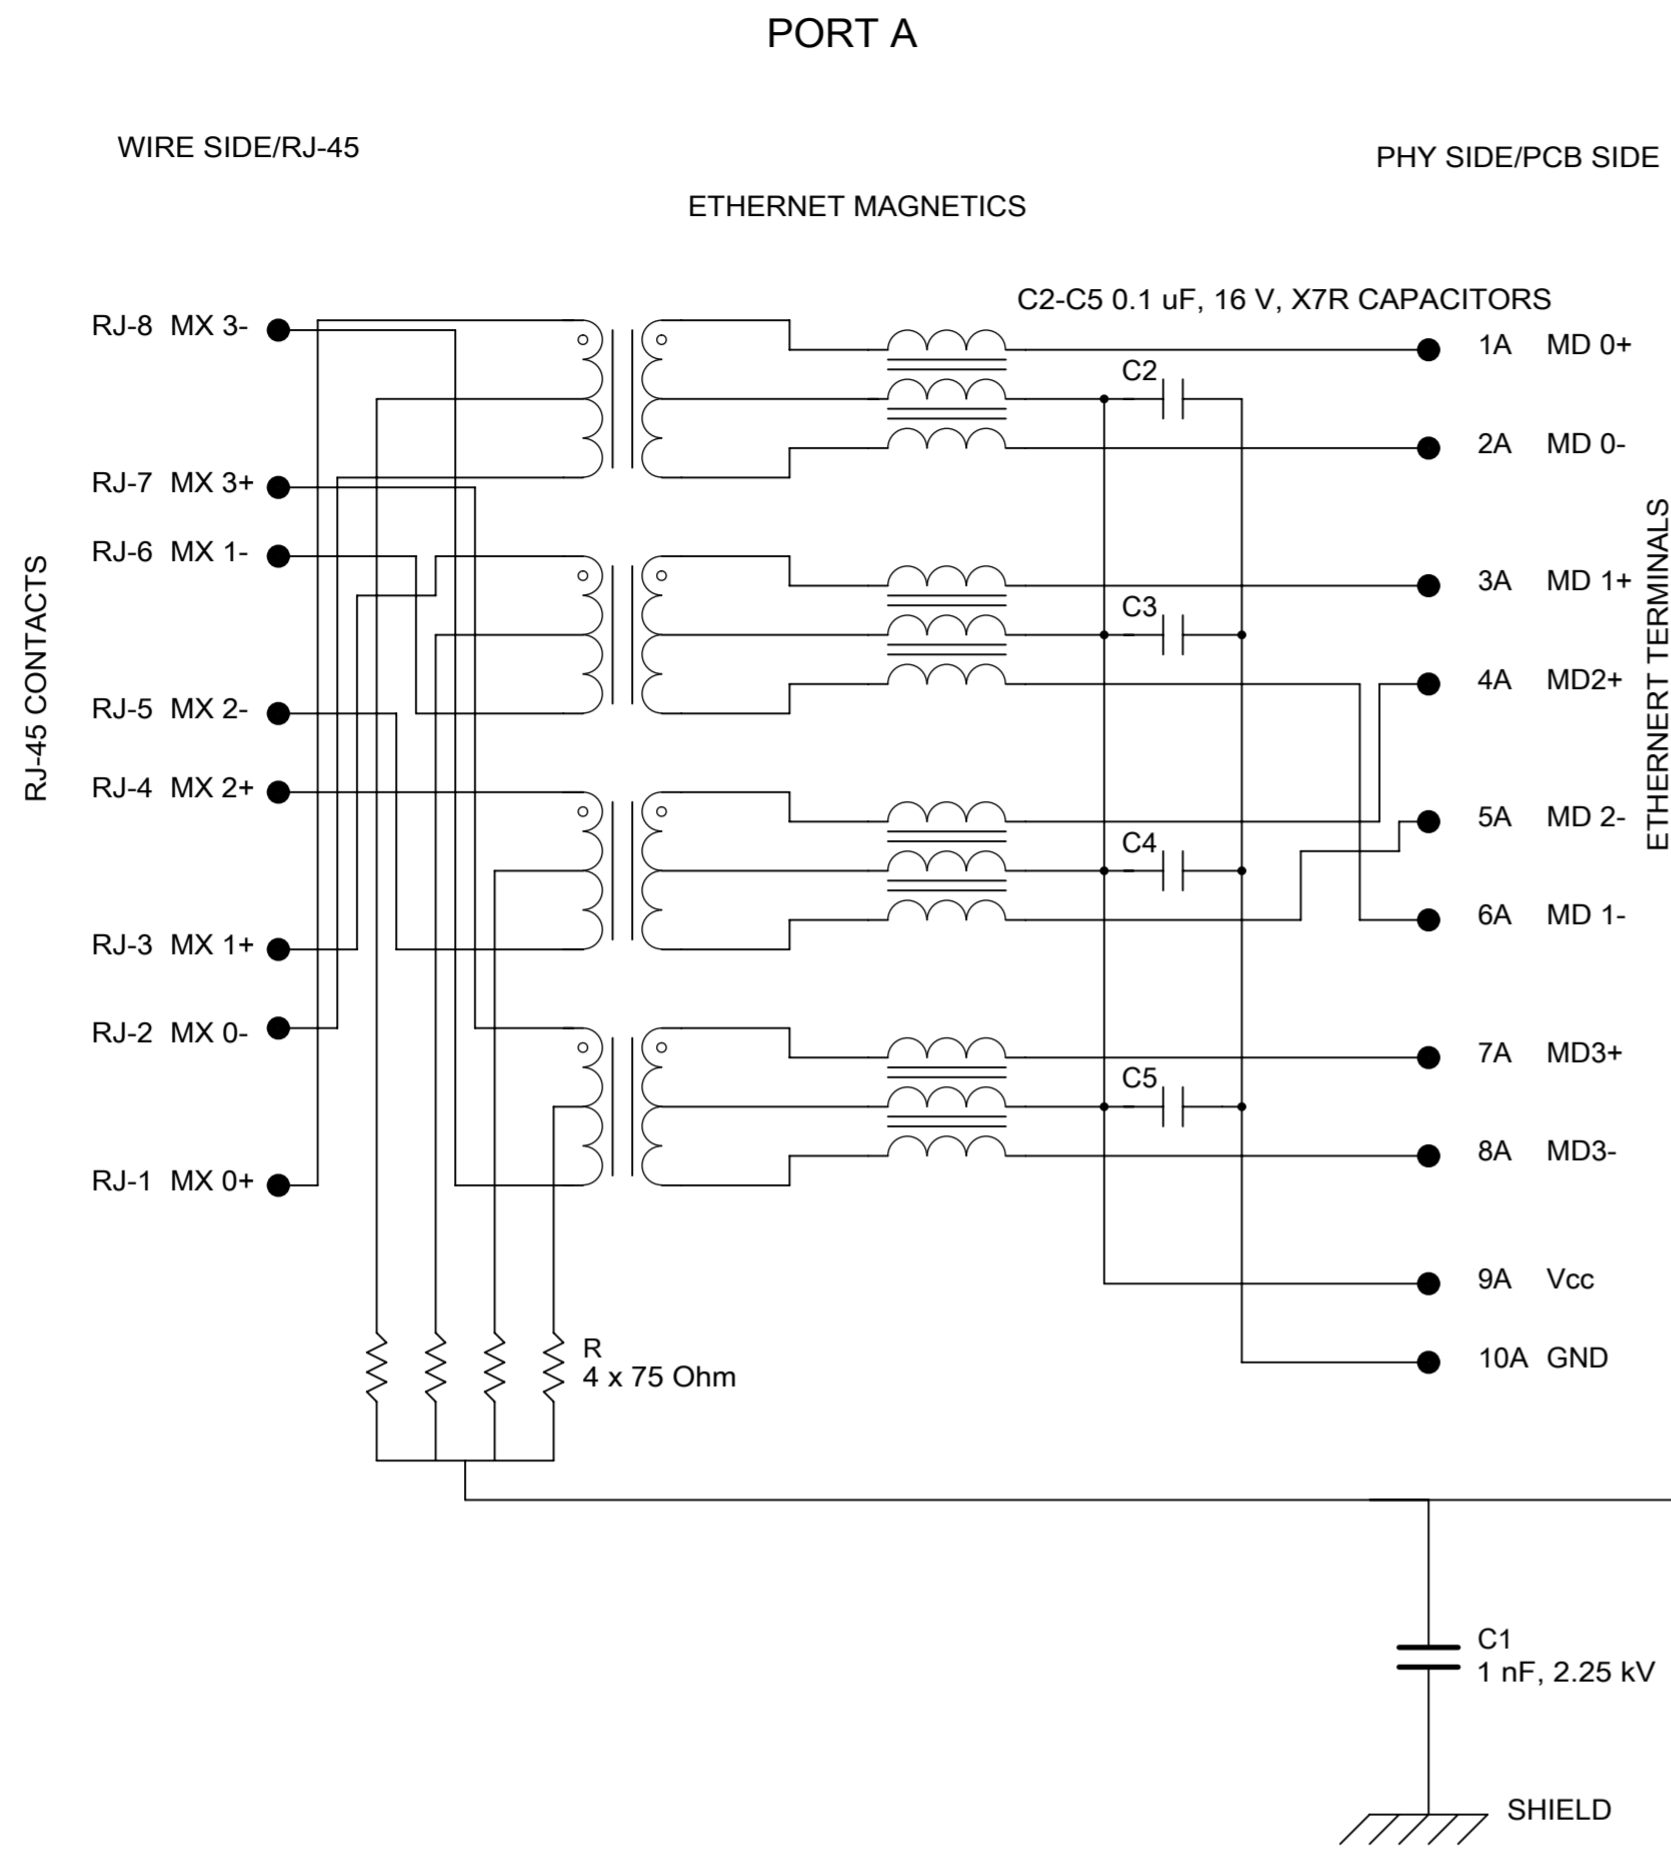 PORT A
WIRE SIDE/RJ-45
PHY SIDE/PCB SIDE
ETHERNET MAGNETICS
C2-C5 0.1 uF, 16 V, X7R CAPACITORS
RJ-8 MX 3-
1A MD 0+
C2
2A MD 0-
RJ-7 MX 3+
RJ-6 MX 1-
3A MD 1+
C3
4A MD2+
RJ-5 MX 2-
RJ-45 CONTACTS
ETHERNERT TERMINALS
RJ-4 MX 2+
5A MD 2-
C4
6A MD 1-
RJ-3 MX 1+
RJ-2 MX 0-
7A MD3+
C5
8A MD3-
RJ-1 MX 0+
9A Vcc
R
4 x 75 Ohm
10A GND
C1
1 nF, 2.25 kV
SHIELD